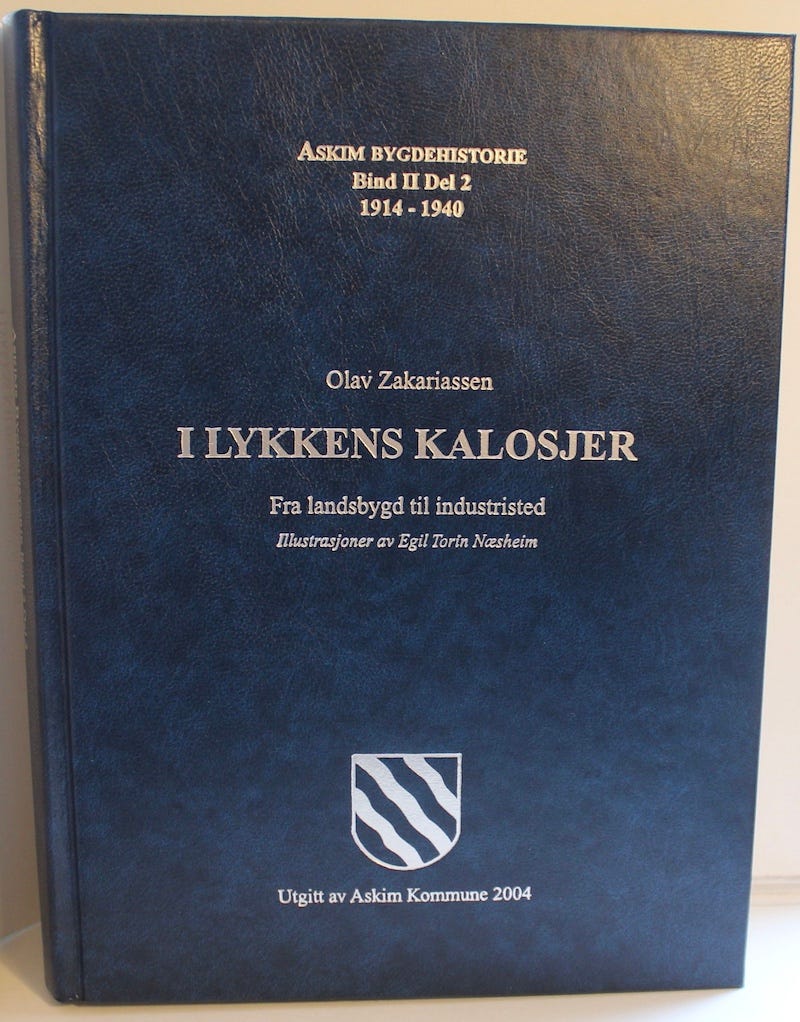 ASKIM BYGDEHISTORIE
Bind II Del 2
1914 - 1940
Olav Zakariassen
I LYKKENS KALOSJER
Fra landsbygd til industristed
Illustrasjoner av Egil Torin Næsheim
Utgitt av Askim Kommune 2004